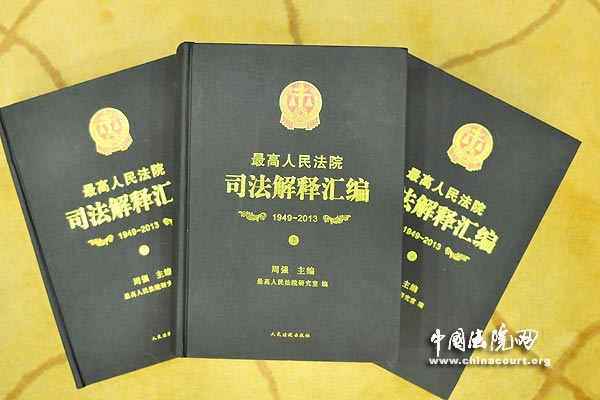 最高人民法院
司法解释汇编
1949~2013
周强 主编
最高人民法院研究室 编
人民法院出版社
最高人民法院
司法解释汇编
1949~2013
周强 主编
最高人民法院研究
人民法
最高人民法院
司法解释汇编
1949~2013
主编
研究室 编
中国法院网
www.chinacourt.org